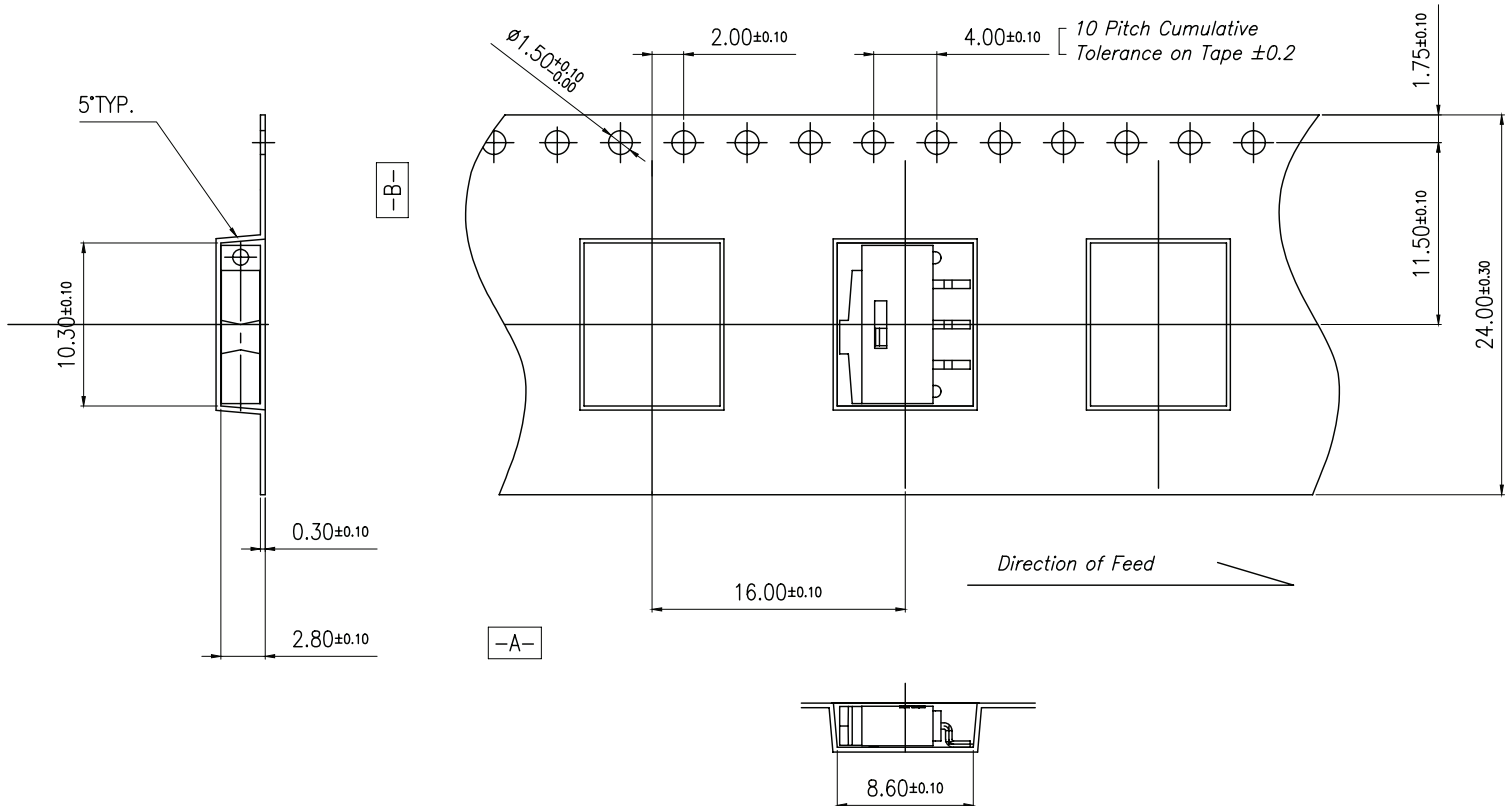 ø1.50+0.10
-0.00
2.00±0.10
4.00±0.10
10 Pitch Cumulative
Tolerance on Tape ±0.2
1.75±0.10
5°TYP.
-B-
10.30±0.10
11.50±0.10
24.00±0.30
0.30±0.10
Direction of Feed
16.00±0.10
2.80±0.10
-A-
8.60±0.10